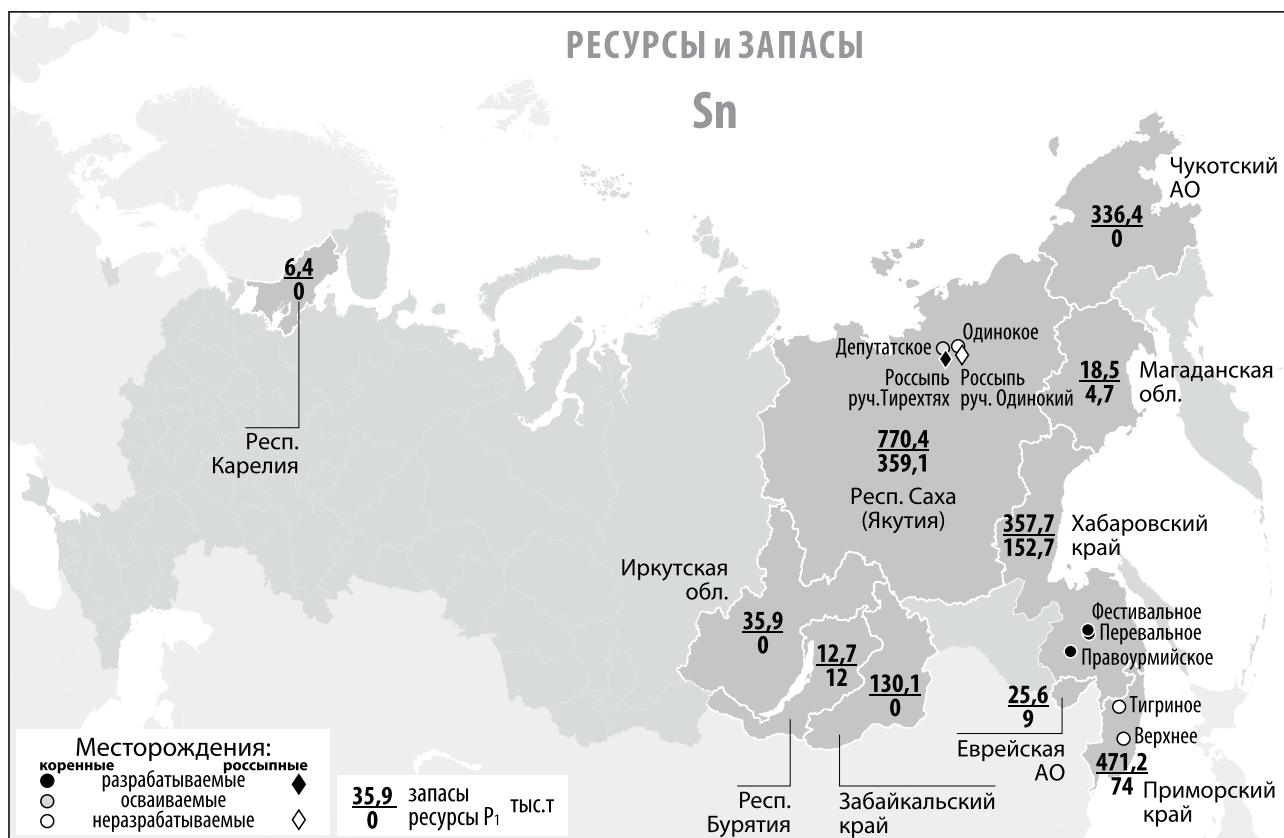 РЕСУРСЫ и ЗАПАСЫ
Sn
Чукотский
АО
336,4
0
6,4
0
Респ.
Карелия
Одинокое
Депутатское
Россыпь
руч.Тирехтях
Россыпь
руч. Одинокий
18,5
4,7
Магаданская
обл.
770,4
359,1
Респ. Саха
(Якутия)
357,7
152,7
Хабаровский
край
Иркутская
обл.
35,9
0
12,7
12
130,1
0
Фестивальное
Перевальное
Правоурмийское
25,6
9
Еврейская
АО
Тигриное
Верхнее
471,2
74
Приморский
край
Респ.
Бурятия
Забайкальский
край
Месторождения:
коренные россыпные
разрабатываемые
осваиваемые
неразрабатываемые
35,9 запасы
0 ресурсы P₁
тыс.т